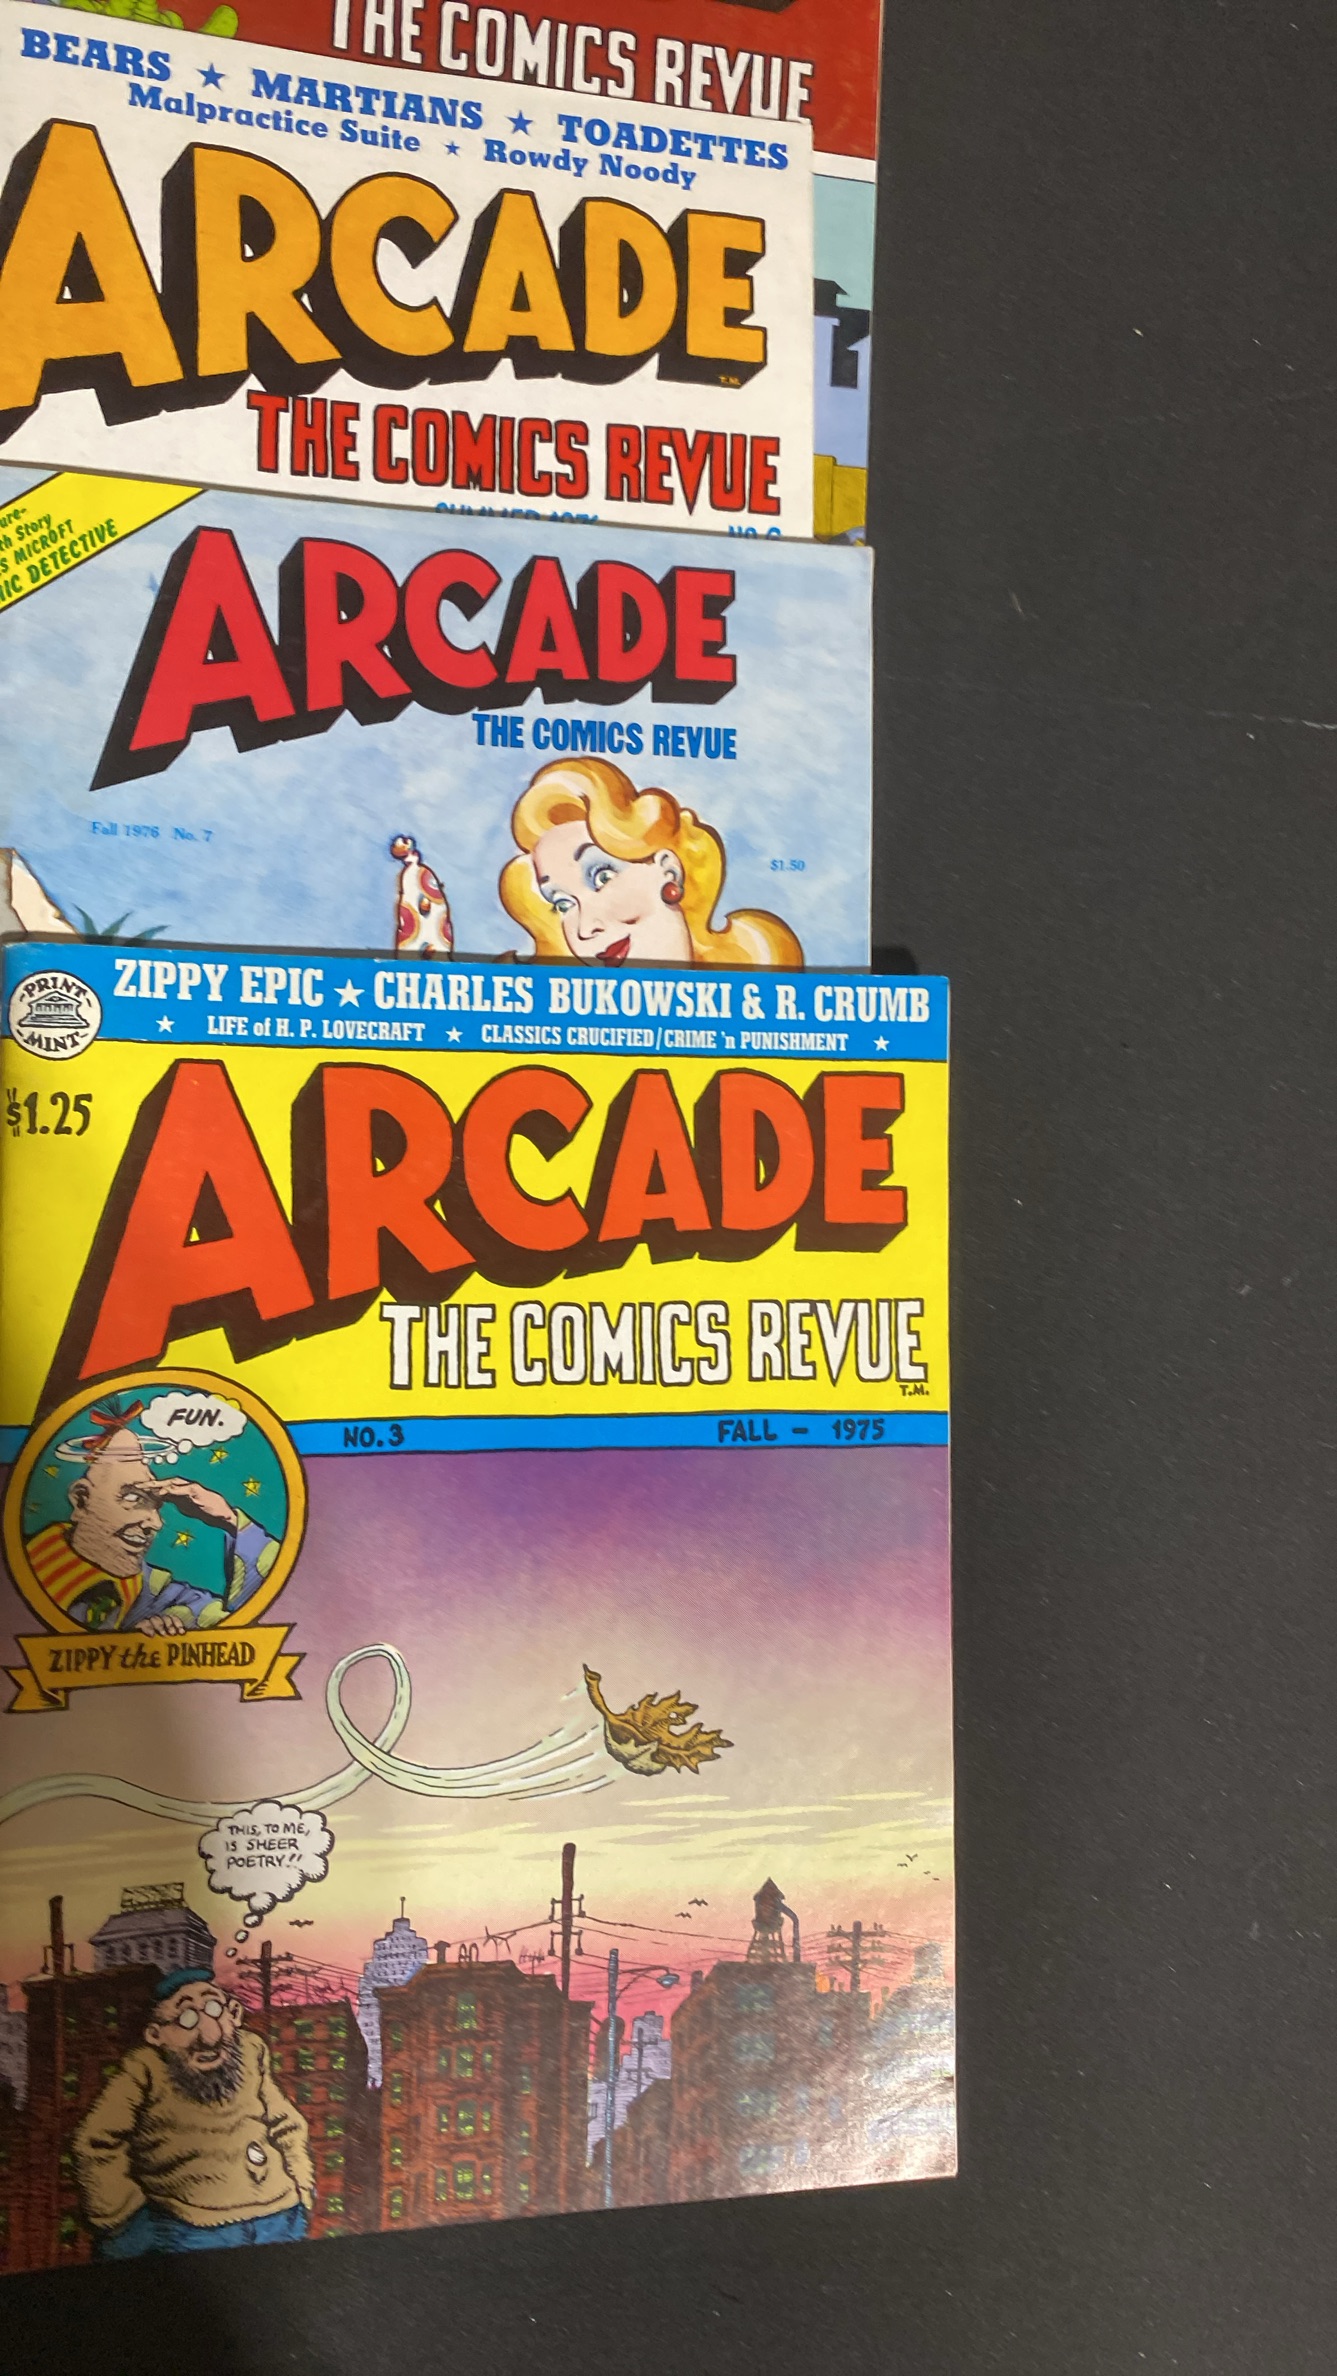 THE COMICS REVUE
BEARS ★ MARTIANS ★ TOADETTES
Malpractice Suite ★ Rowdy Noody
ARCADE
T.M.
THE COMICS REVUE
Story
MICROFT
DETECTIVE
ARCADE
THE COMICS REVUE
Fall 1976 No. 7
$1.50
PRINT
MINT
ZIPPY EPIC ★ CHARLES BUKOWSKI & R. CRUMB
★ LIFE of H. P. LOVECRAFT ★ CLASSICS CRUCIFIED/CRIME 'n PUNISHMENT ★
$1.25
ARCADE
THE COMICS REVUE
T.M.
NO.3
FALL - 1975
FUN.
ZIPPY the PINHEAD
THIS, TO ME,
IS SHEER
POETRY!!